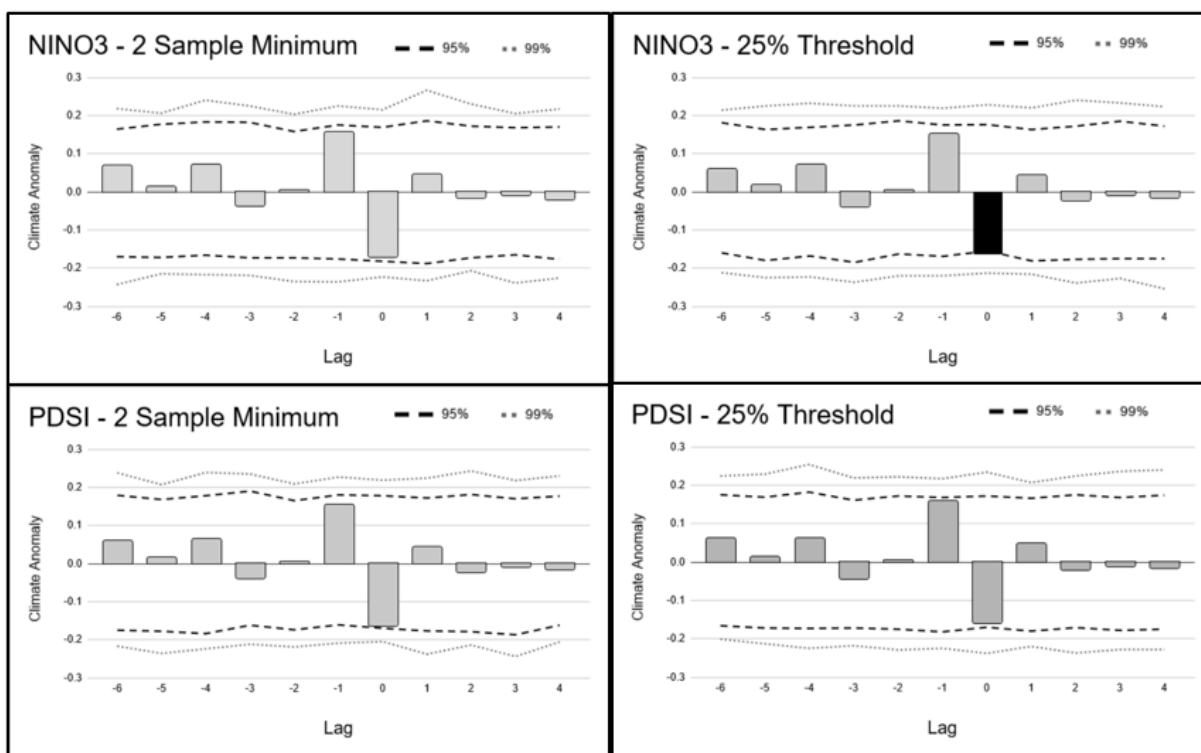 NINO3 - 2 Sample Minimum 95% 99%
0.3
0.2
0.1
0.0
-0.1
-0.2
-0.3
Climate Anomaly
-6 -5 -4 -3 -2 -1 0 1 2 3 4
Lag
NINO3 - 25% Threshold 95% 99%
0.3
0.2
0.1
0.0
-0.1
-0.2
-0.3
Climate Anomaly
-6 -5 -4 -3 -2 -1 0 1 2 3 4
Lag
PDSI - 2 Sample Minimum 95% 99%
0.3
0.2
0.1
0.0
-0.1
-0.2
-0.3
Climate Anomaly
-6 -5 -4 -3 -2 -1 0 1 2 3 4
Lag
PDSI - 25% Threshold 95% 99%
0.3
0.2
0.1
0.0
-0.1
-0.2
-0.3
Climate Anomaly
-6 -5 -4 -3 -2 -1 0 1 2 3 4
Lag